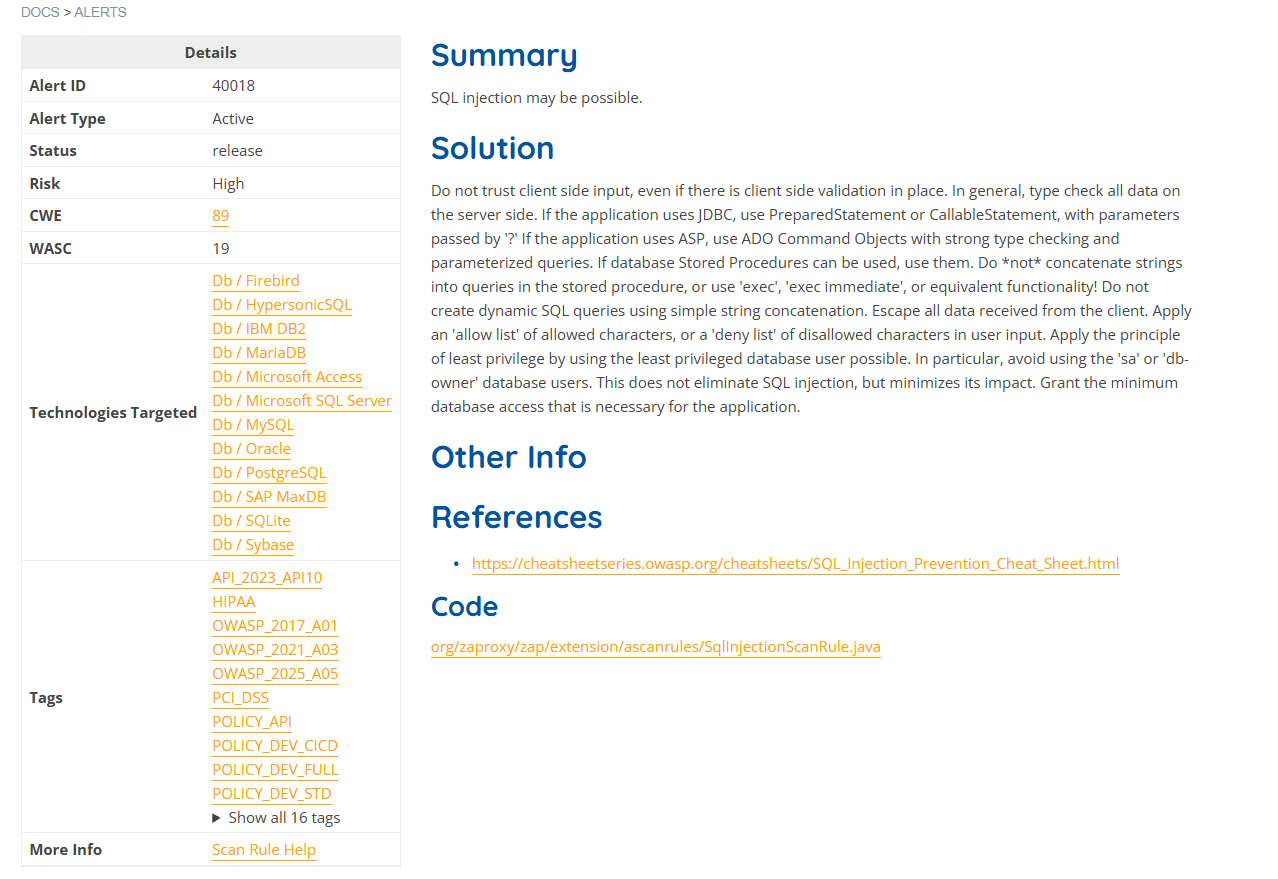 DOCS > ALERTS
Details
Alert ID 40018
Alert Type Active
Status release
Risk High
CWE 89
WASC 19
Technologies Targeted
Db / Firebird
Db / HypersonicSQL
Db / IBM DB2
Db / MariaDB
Db / Microsoft Access
Db / Microsoft SQL Server
Db / MySQL
Db / Oracle
Db / PostgreSQL
Db / SAP MaxDB
Db / SQLite
Db / Sybase
Tags
API_2023_API10
HIPAA
OWASP_2017_A01
OWASP_2021_A03
OWASP_2025_A05
PCI_DSS
POLICY_API
POLICY_DEV_CICD
POLICY_DEV_FULL
POLICY_DEV_STD
▶ Show all 16 tags
More Info Scan Rule Help
Summary
SQL injection may be possible.
Solution
Do not trust client side input, even if there is client side validation in place. In general, type check all data on
the server side. If the application uses JDBC, use PreparedStatement or CallableStatement, with parameters
passed by '?' If the application uses ASP, use ADO Command Objects with strong type checking and
parameterized queries. If database Stored Procedures can be used, use them. Do *not* concatenate strings
into queries in the stored procedure, or use 'exec', 'exec immediate', or equivalent functionality! Do not
create dynamic SQL queries using simple string concatenation. Escape all data received from the client. Apply
an 'allow list' of allowed characters, or a 'deny list' of disallowed characters in user input. Apply the principle
of least privilege by using the least privileged database user possible. In particular, avoid using the 'sa' or 'db-
owner' database users. This does not eliminate SQL injection, but minimizes its impact. Grant the minimum
database access that is necessary for the application.
Other Info
References
• https://cheatsheetseries.owasp.org/cheatsheets/SQL_Injection_Prevention_Cheat_Sheet.html
Code
org/zaproxy/zap/extension/ascanrules/SqlInjectionScanRule.java